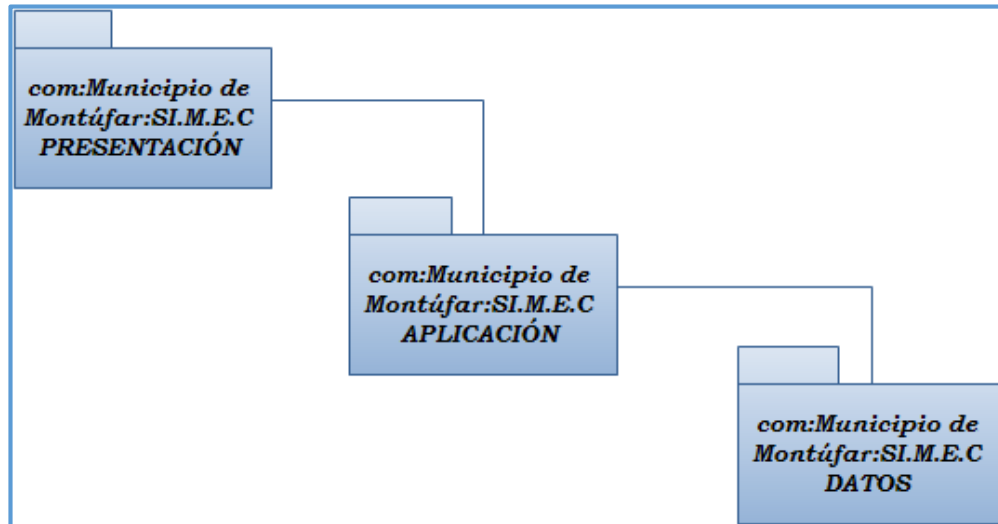 com:Municipio de
Montúfar:SI.M.E.C
PRESENTACIÓN
com:Municipio de
Montúfar:SI.M.E.C
APLICACIÓN
com:Municipio de
Montúfar:SI.M.E.C
DATOS